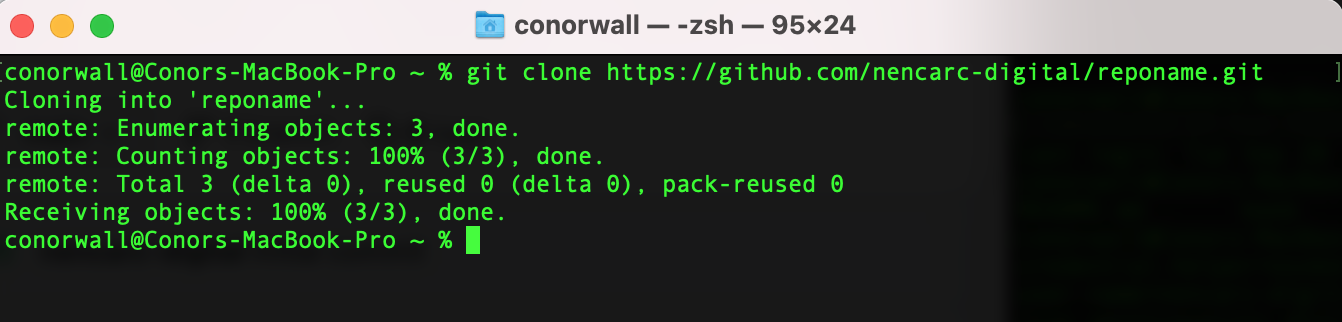 conorwall — -zsh — 95×24
[conorwall@Conors-MacBook-Pro ~ % git clone https://github.com/nencarc-digital/reponame.git ]
Cloning into 'reponame'...
remote: Enumerating objects: 3, done.
remote: Counting objects: 100% (3/3), done.
remote: Total 3 (delta 0), reused 0 (delta 0), pack-reused 0
Receiving objects: 100% (3/3), done.
conorwall@Conors-MacBook-Pro ~ %